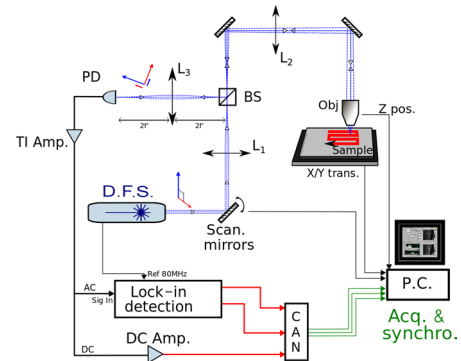 L3
PD
L2
BS
2f'
2f'
Obj
Z pos.
TI Amp.
L1
Sample
X/Y trans.
D.F.S.
Scan.
mirrors
Ref 80MHz
AC
Sig In
Lock-in
detection
P.C.
C
A
N
Acq. &
synchro.
DC Amp.
DC